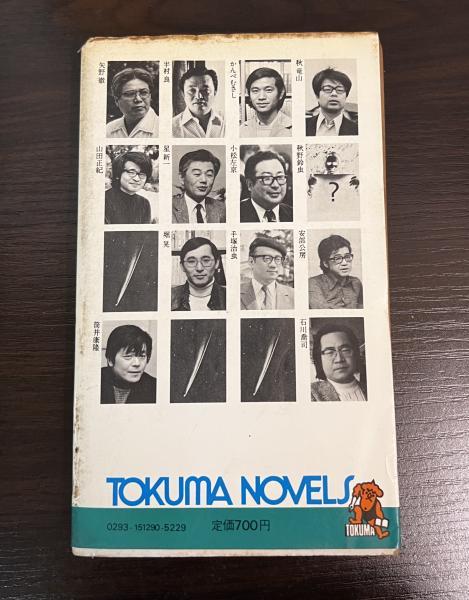 矢野徹
半村良
かんべむさし
秋竜山
山田正紀
星新一
小松左京
秋野鈴虫
?
堀晃
手塚治虫
安部公房
筒井康隆
石川喬司
TOKUMA NOVELS
0293-151290-5229 定価700円
TOKUMA